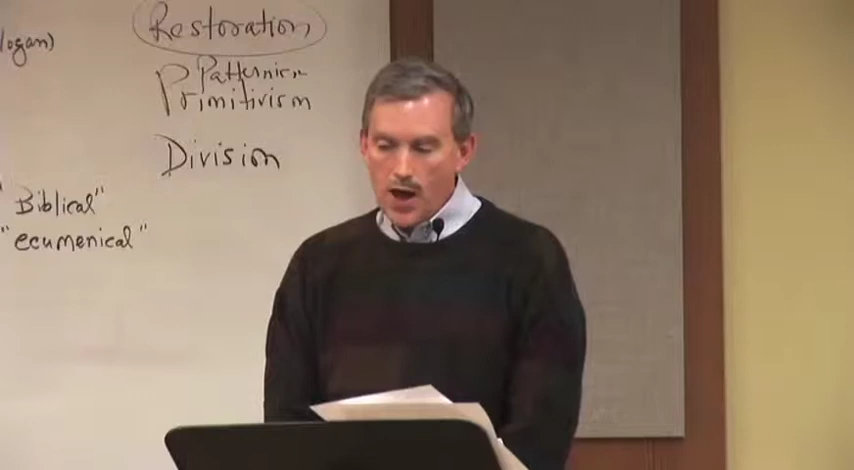 Restoration
logan)
Patternism
Primitivism
Division
"Biblical"
"ecumenical"